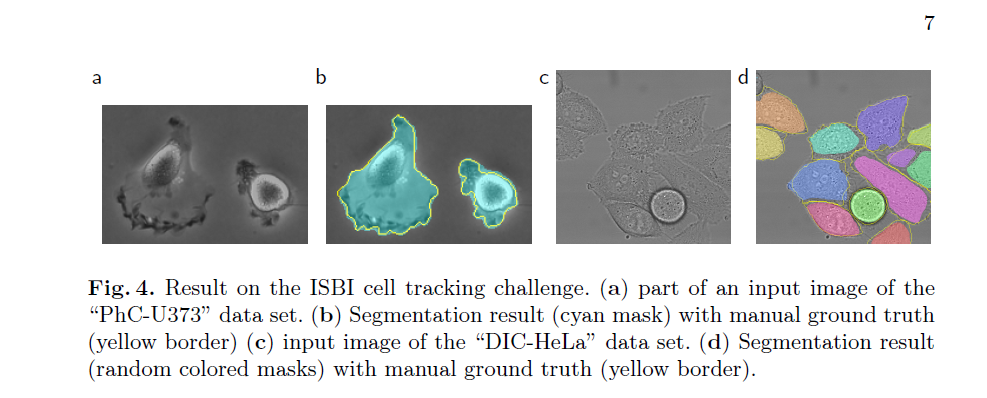 7
a
b
c
d
Fig. 4. Result on the ISBI cell tracking challenge. (a) part of an input image of the
“PhC-U373” data set. (b) Segmentation result (cyan mask) with manual ground truth
(yellow border) (c) input image of the “DIC-HeLa” data set. (d) Segmentation result
(random colored masks) with manual ground truth (yellow border).